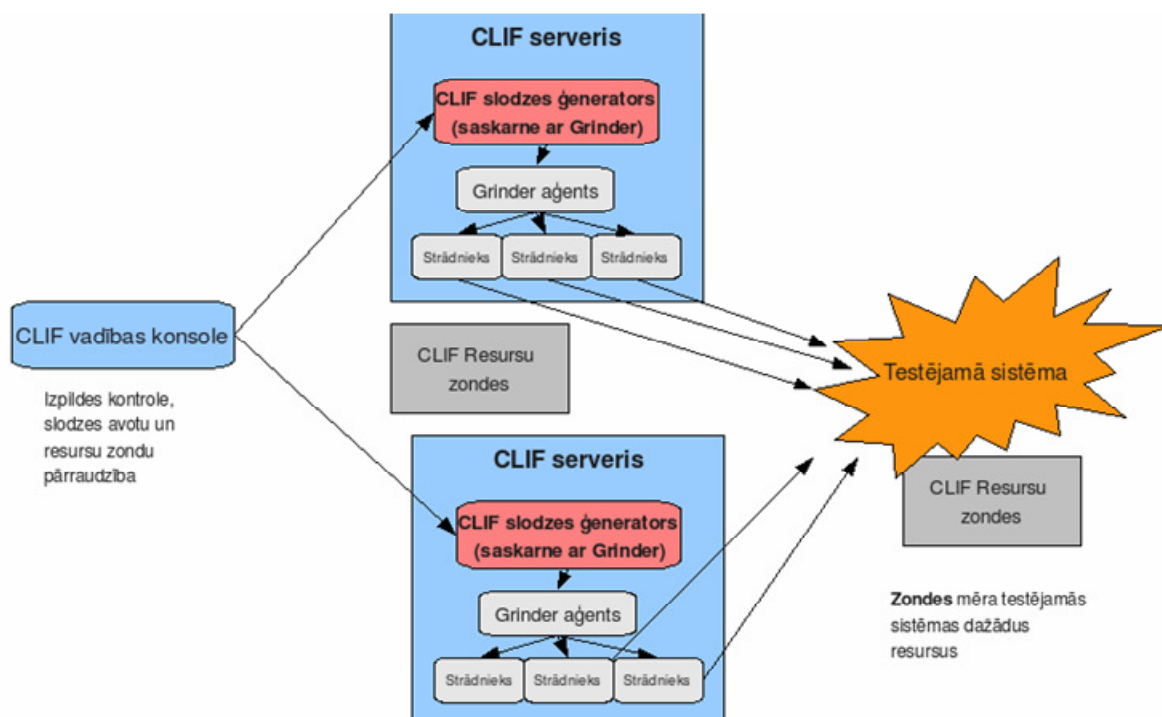 CLIF serveris
CLIF slodzes ģenerators
(saskarne ar Grinder)
Grinder aģents
Strādnieks
Strādnieks
Strādnieks
CLIF vadības konsole
Izpildes kontrole,
slodzes avotu un
resursu zondu
pārraudzība
CLIF Resursu
zondes
Testējamā sistēma
CLIF serveris
CLIF slodzes ģenerators
(saskarne ar Grinder)
Grinder aģents
Strādnieks
Strādnieks
Strādnieks
CLIF Resursu
zondes
Zondes mēra testējamās
sistēmas dažādus
resursus